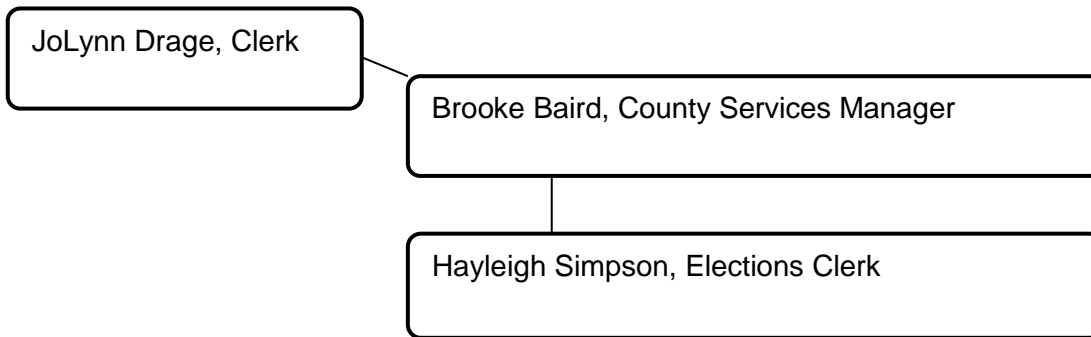 JoLynn Drage, Clerk
Brooke Baird, County Services Manager
Hayleigh Simpson, Elections Clerk